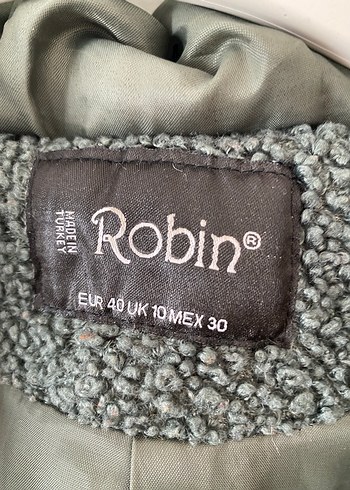 MADE IN
TURKEY
Robin®
EUR 40 UK 10 MEX 30